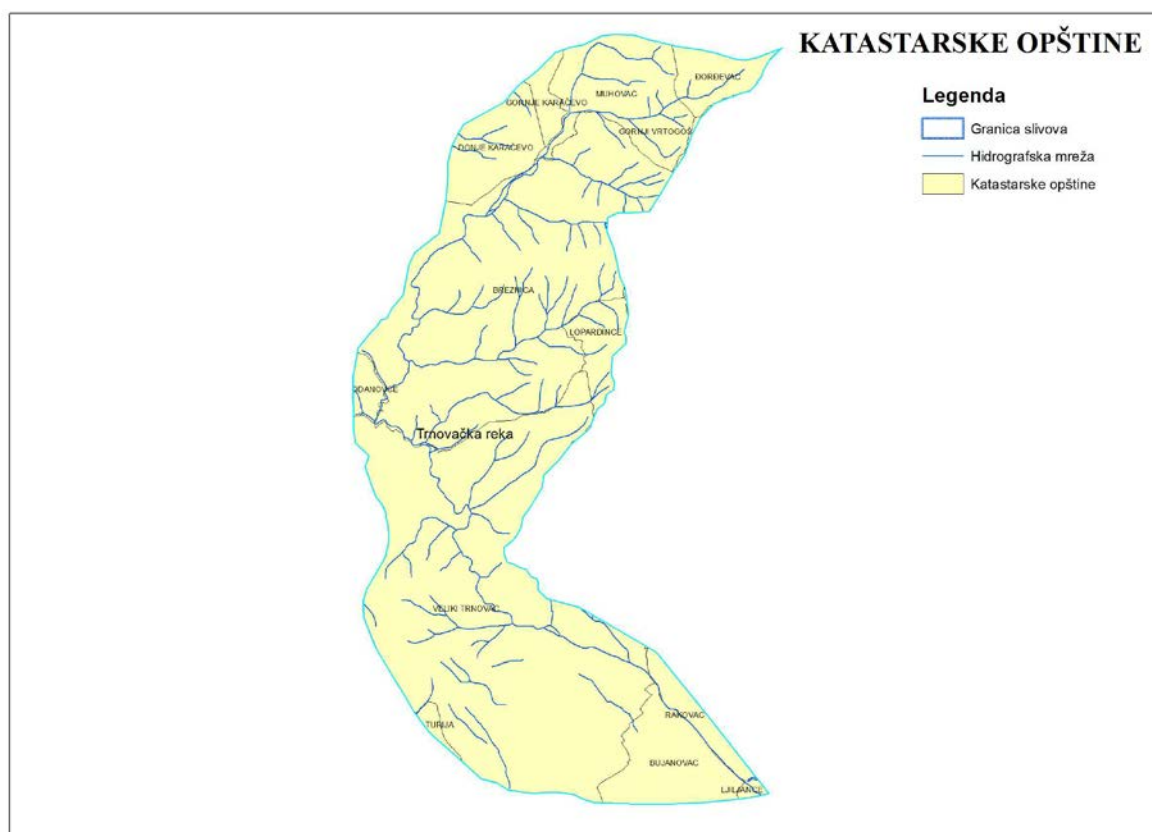 KATASTARSKE OPŠTINE
Legenda
Granica slivova
Hidrografska mreža
Katastarske opštine
ĐORĐEVAC
MUHOVAC
GORNJE KARAČEVO
GORNJI VRTOGOŠ
DONJE KARAČEVO
BREZNICA
LOPARDINCE
Trnovačka reka
VELIKI TRNOVAC
RAKOVAC
TURIJA
BUJANOVAC
LJILJANCE